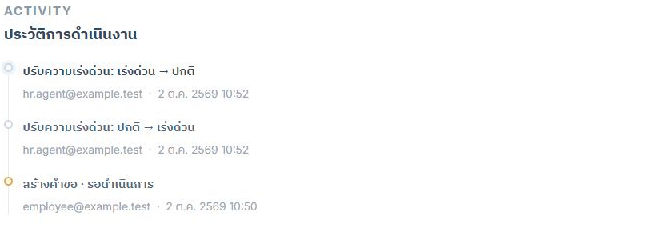 ACTIVITY
ประวัติการดำเนินงาน
ปรับความเร่งด่วน: เร่งด่วน → ปกติ
hr.agent@example.test · 2 ต.ค. 2569 10:52
ปรับความเร่งด่วน: ปกติ → เร่งด่วน
hr.agent@example.test · 2 ต.ค. 2569 10:52
สร้างคำขอ · รอดำเนินการ
employee@example.test · 2 ต.ค. 2569 10:50